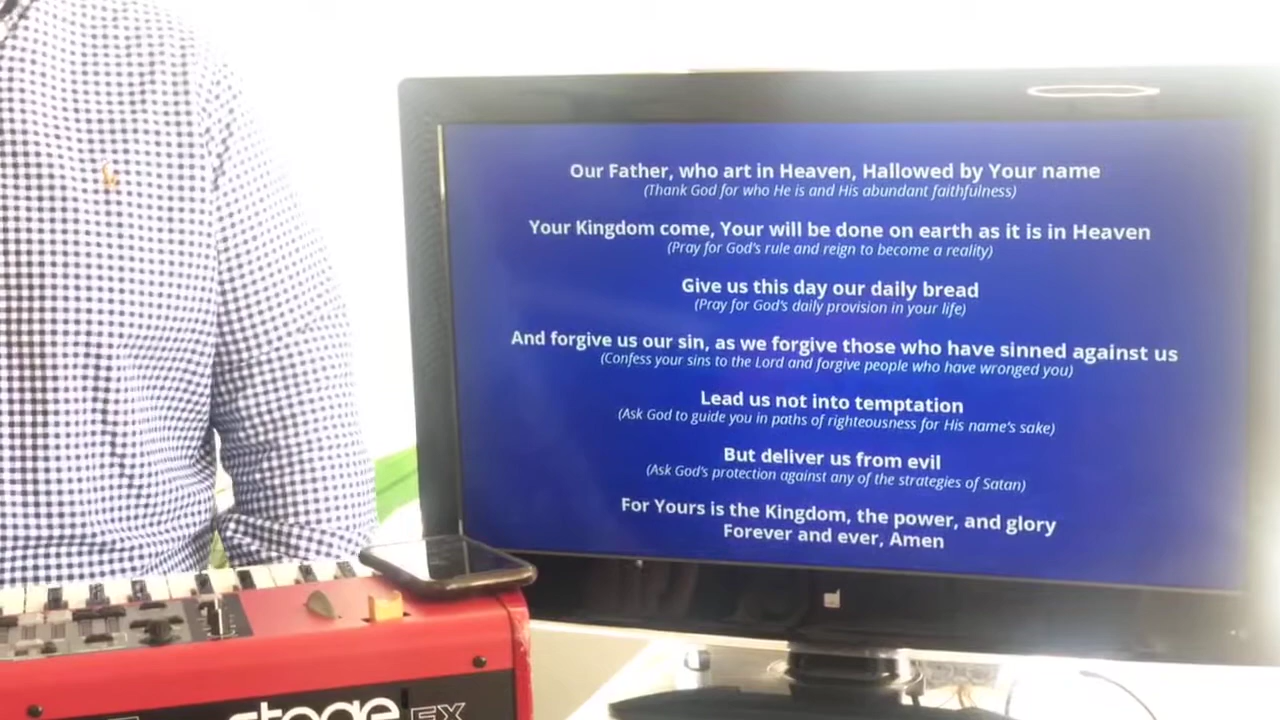 Our Father, who art in Heaven, Hallowed by Your name
(Thank God for who He is and His abundant faithfulness)
Your Kingdom come, Your will be done on earth as it is in Heaven
(Pray for God's rule and reign to become a reality)
Give us this day our daily bread
(Pray for God's daily provision in your life)
And forgive us our sin, as we forgive those who have sinned against us
(Confess your sins to the Lord and forgive people who have wronged you)
Lead us not into temptation
(Ask God to guide you in paths of righteousness for His name's sake)
But deliver us from evil
(Ask God's protection against any of the strategies of Satan)
For Yours is the Kingdom, the power, and glory
Forever and ever, Amen
stage EX